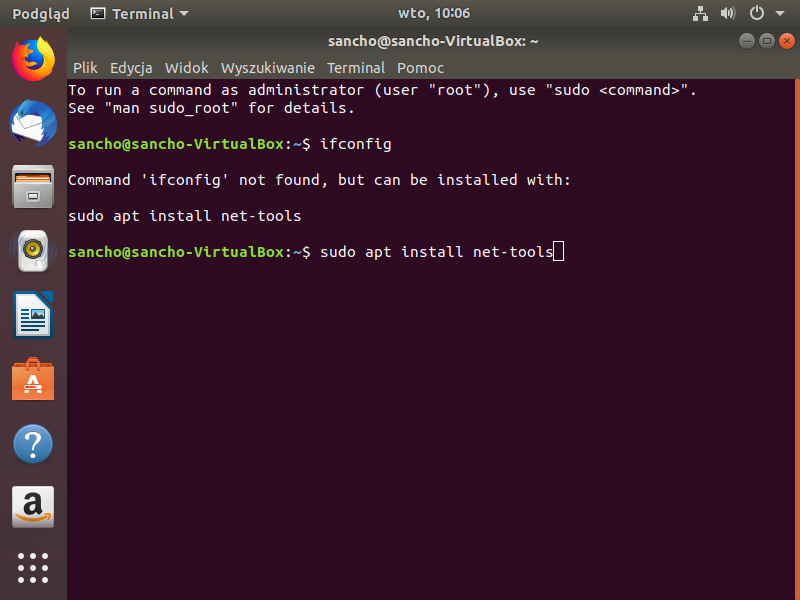 Podgląd Terminal wto, 10:06
sancho@sancho-VirtualBox: ~
Plik Edycja Widok Wyszukiwanie Terminal Pomoc
To run a command as administrator (user "root"), use "sudo <command>".
See "man sudo_root" for details.
sancho@sancho-VirtualBox:~$ ifconfig
Command 'ifconfig' not found, but can be installed with:
sudo apt install net-tools
sancho@sancho-VirtualBox:~$ sudo apt install net-tools